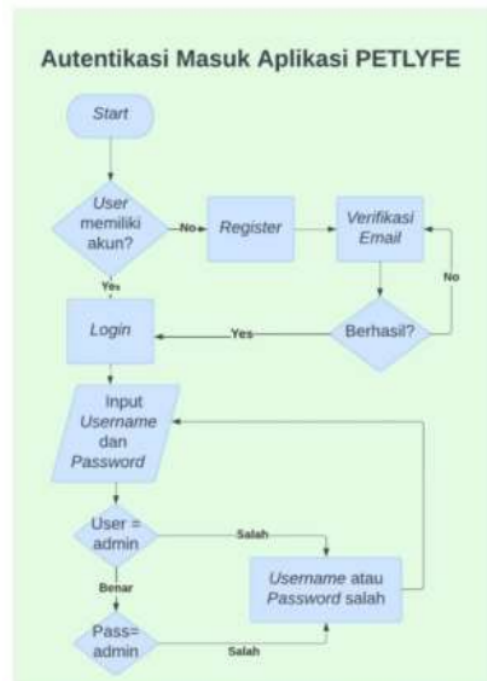 Autentikasi Masuk Aplikasi PETLYFE
Start
User
memiliki
akun?
No
Register
Verifikasi
Email
No
Yes
Login
Yes
Berhasil?
Input
Username
dan
Password
User =
admin
Salah
Benar
Username atau
Password salah
Pass=
admin
Salah